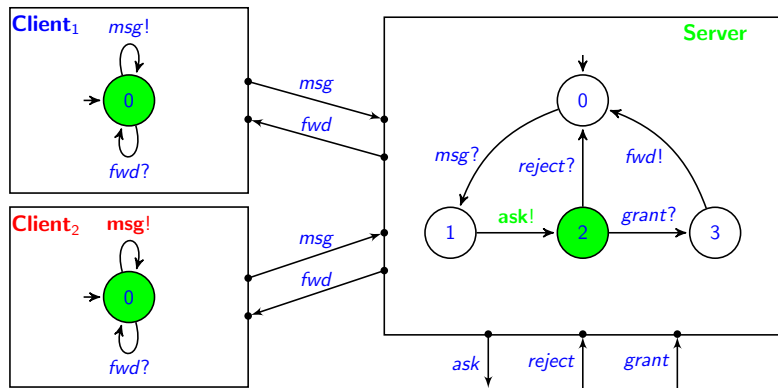 Client₁
msg!
0
fwd?
msg
fwd
Client₂
msg!
0
fwd?
msg
fwd
Server
0
msg?
reject?
fwd!
1
ask!
2
grant?
3
ask
reject
grant